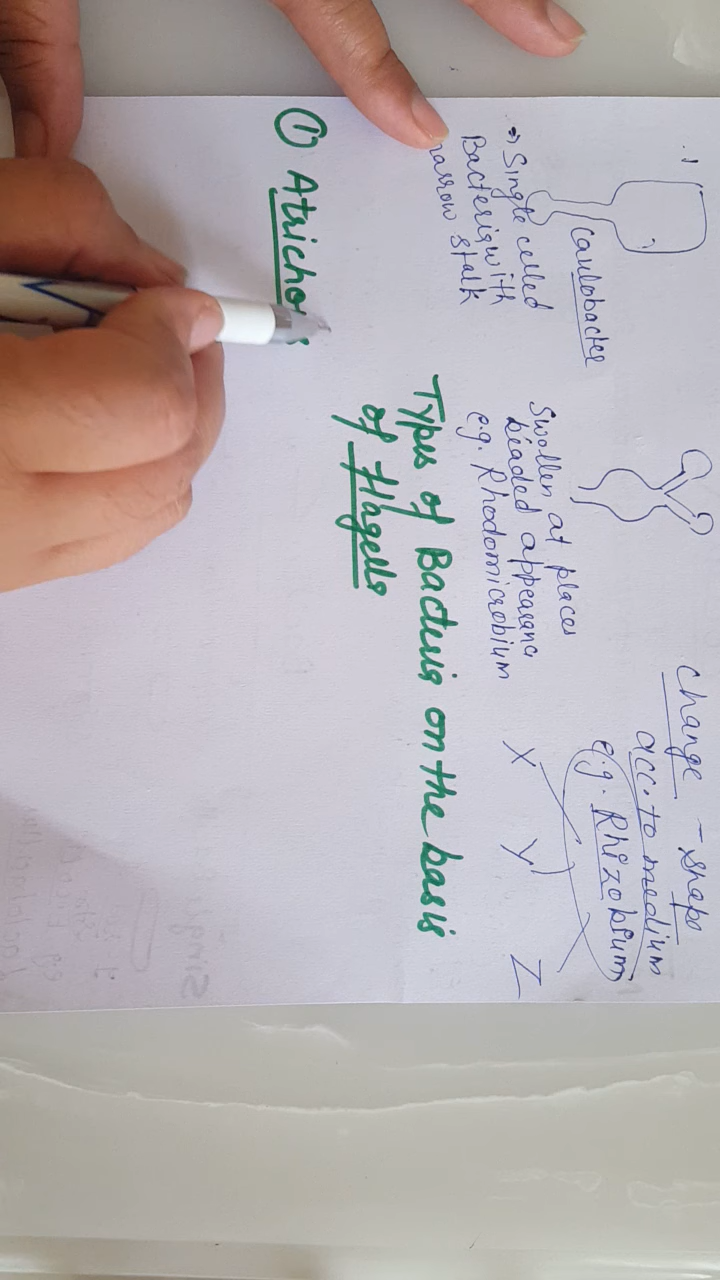 Caulobacter
⇒ Single celled
Bacteria with
narrow stalk
Swollen at places
beaded appearance
e.g. Rhodomicrobium
Change - shape
acc. to medium
e.g. Rhizobium
X Y Z
Types of Bacteria on the basis
of flagella
① Atricho